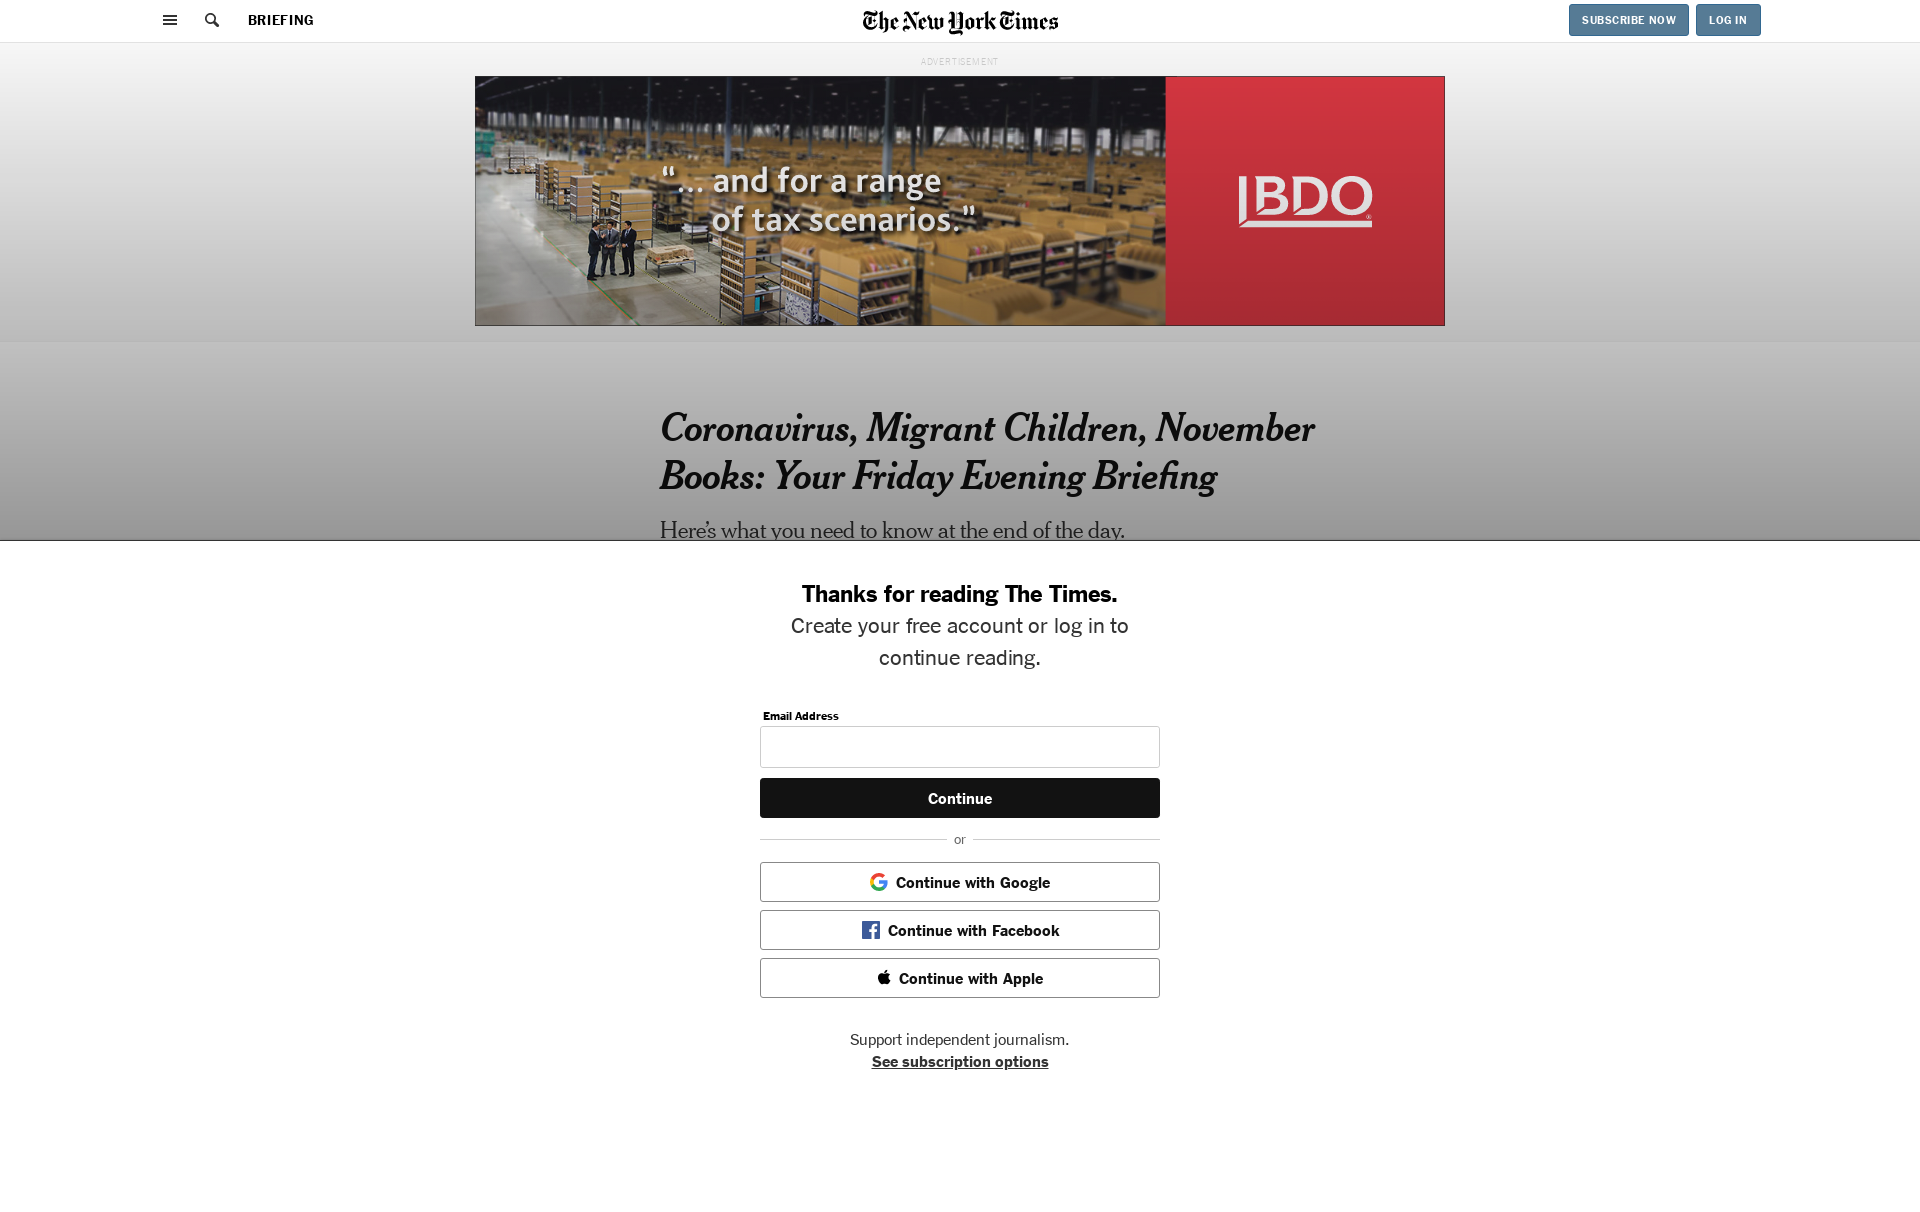 BRIEFING
The New York Times
SUBSCRIBE NOW
LOG IN
ADVERTISEMENT
“... and for a range
of tax scenarios.”
BDO
Coronavirus, Migrant Children, November
Books: Your Friday Evening Briefing
Here’s what you need to know at the end of the day.
Thanks for reading The Times.
Create your free account or log in to
continue reading.
Email Address
Continue
or
Continue with Google
Continue with Facebook
Continue with Apple
Support independent journalism.
See subscription options